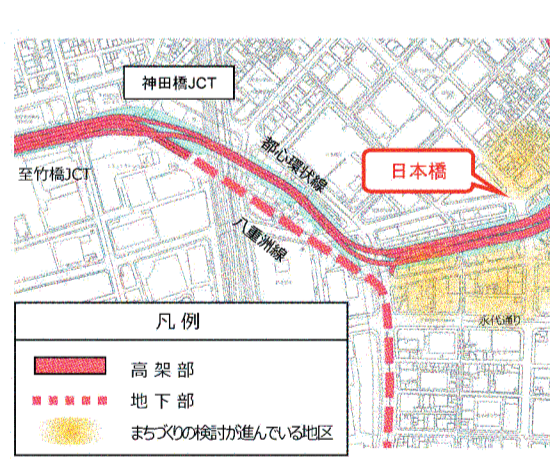 神田橋JCT
都心環状線
日本橋
至竹橋JCT
八重洲線
永代通り
凡例
高架部
地下部
まちづくりの検討が進んでいる地区